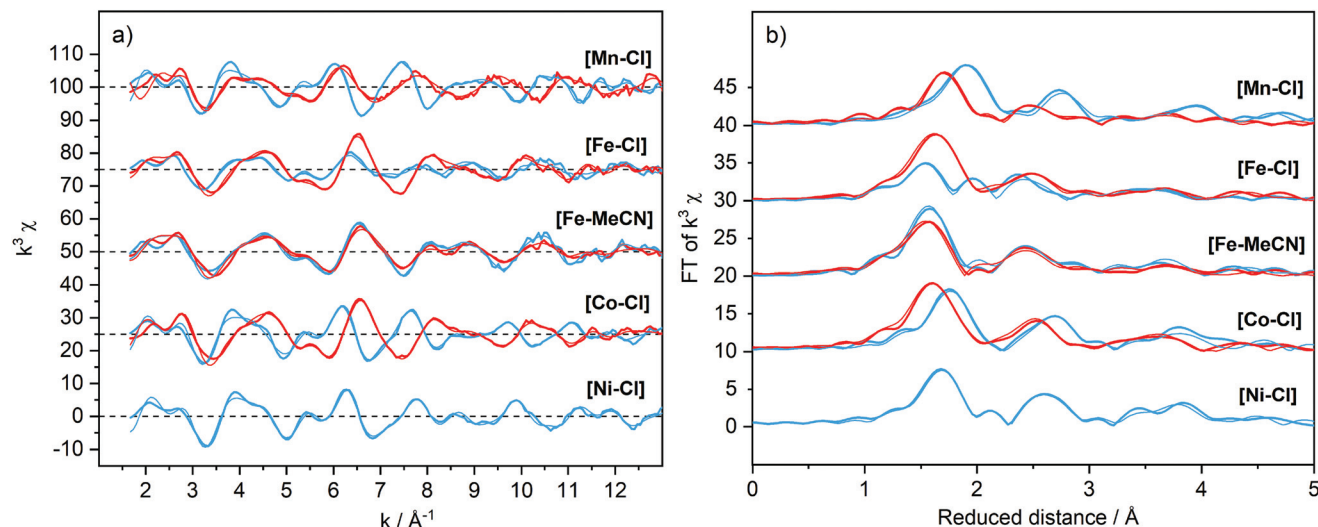 a)
k³ χ
110
100
90
75
60
50
40
30
20
10
0
-10
[Mn-Cl]
[Fe-Cl]
[Fe-MeCN]
[Co-Cl]
[Ni-Cl]
2 3 4 5 6 7 8 9 10 11 12
k / Å⁻¹
b)
FT of k³ χ
45
40
35
30
25
20
15
10
5
0
[Mn-Cl]
[Fe-Cl]
[Fe-MeCN]
[Co-Cl]
[Ni-Cl]
0 1 2 3 4 5
Reduced distance / Å